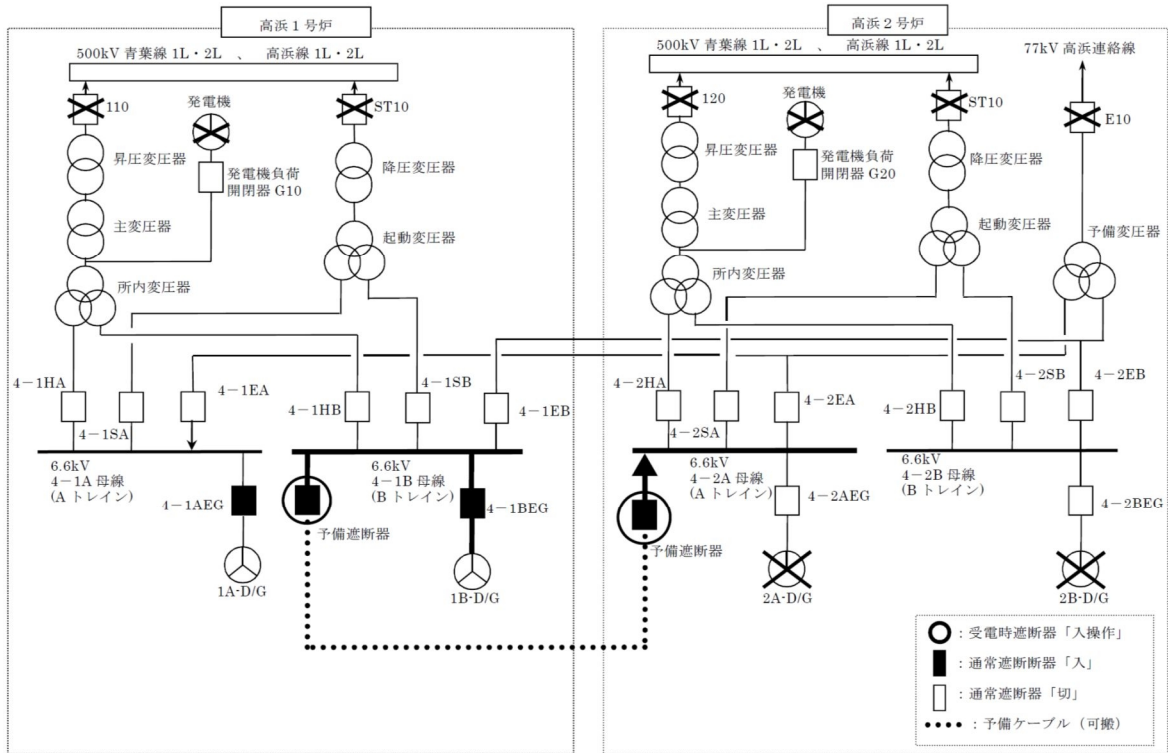 高浜1号炉
500kV 青葉線 1L・2L 、 高浜線 1L・2L
110
発電機
ST10
昇圧変圧器
発電機負荷
開閉器 G10
降圧変圧器
主変圧器
起動変圧器
所内変圧器
4-1HA
4-1SA
4-1EA
4-1HB
4-1SB
4-1EB
6.6kV
4-1A 母線
(A トレイン)
6.6kV
4-1B 母線
(B トレイン)
4-1AEG
予備遮断器
4-1BEG
1A-D/G
1B-D/G
高浜2号炉
500kV 青葉線 1L・2L 、 高浜線 1L・2L
77kV 高浜連絡線
120
発電機
ST10
E10
昇圧変圧器
発電機負荷
開閉器 G20
降圧変圧器
主変圧器
起動変圧器
予備変圧器
所内変圧器
4-2HA
4-2SA
4-2EA
4-2HB
4-2SB
4-2EB
6.6kV
4-2A 母線
(A トレイン)
6.6kV
4-2B 母線
(B トレイン)
予備遮断器
4-2AEG
4-2BEG
2A-D/G
2B-D/G
:受電時遮断器「入操作」
:通常遮断断器「入」
:通常遮断器「切」
:予備ケーブル(可搬)